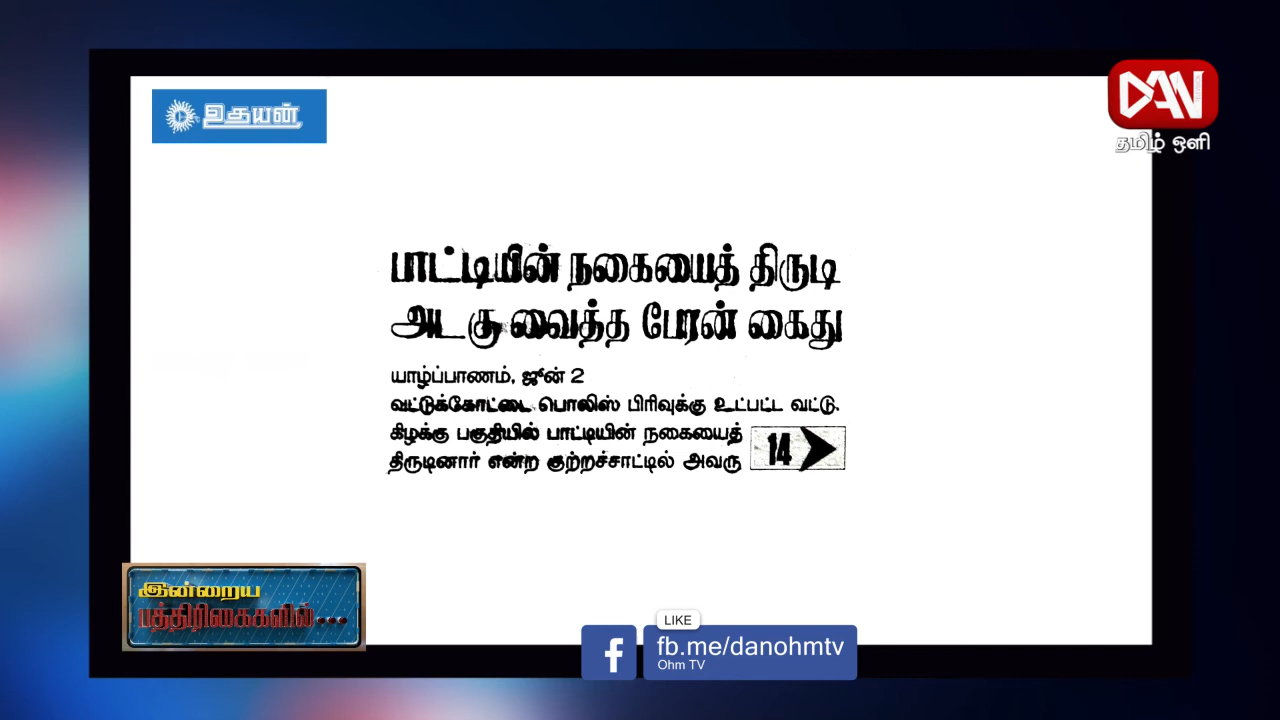 உதயன்
DAN
தமிழ் ஒளி
பாட்டியின் நகையைத் திருடி
அடகு வைத்த பேரன் கைது
யாழ்ப்பாணம், ஜூன் 2
வட்டுக்கோட்டை பொலிஸ் பிரிவுக்கு உட்பட்ட வட்டு.
கிழக்கு பகுதியில் பாட்டியின் நகையைத்
திருடினார் என்ற குற்றச்சாட்டில் அவரு
14
இன்றைய
பத்திரிகைகளில்...
LIKE
f
fb.me/danohmtv
Ohm TV